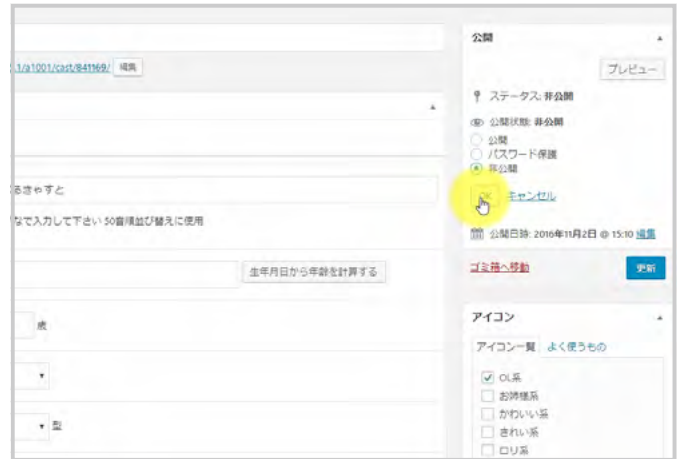 .1/a1001/cast/841169/ 編集
るきゃすと
なで入力して下さい 50音順並び替えに使用
生年月日から年齢を計算する
歳
型
公開
プレビュー
ステータス: 非公開
公開状態: 非公開
公開
パスワード保護
非公開
OK キャンセル
公開日時: 2016年11月2日 @ 15:10 編集
ゴミ箱へ移動 更新
アイコン
アイコン一覧 よく使うもの
OL系
お姉様系
かわいい系
きれい系
ロリ系